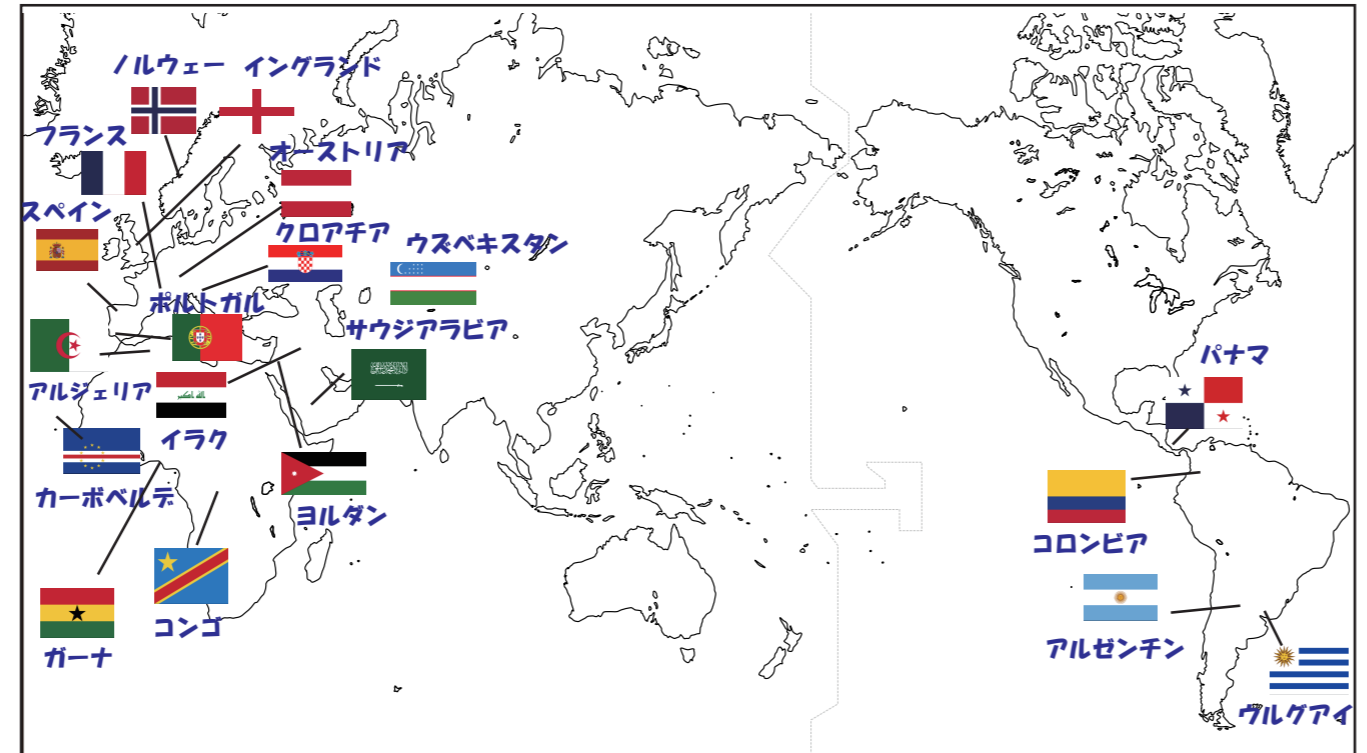 ノルウェー イングランド
フランス
オーストリア
スペイン
クロアチア
ウズベキスタン
ポルトガル
サウジアラビア
パナマ
アルジェリア
イラク
カーボベルデ
ヨルダン
コロンビア
コンゴ
アルゼンチン
ガーナ
ヴルグアイ